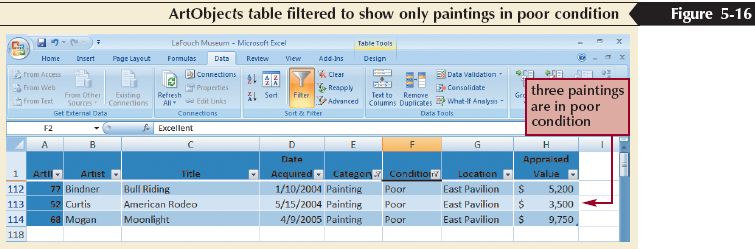 ArtObjects table filtered to show only paintings in poor condition
Figure 5-16
LaFouch Museum - Microsoft Excel
Table Tools
Home Insert Page Layout Formulas Data Review View Add-Ins Design
From Access
From Web
From Text
From Other Sources
Existing Connections
Get External Data
Refresh All
Connections
Properties
Edit Links
Connections
Sort
Filter
Clear
Reapply
Advanced
Sort & Filter
Text to Columns
Remove Duplicates
Data Validation
Consolidate
What-If Analysis
Data Tools
three paintings
are in poor
condition
F2 fx Excellent
A B C D E F G H I
1 ArtID Artist Title Date Acquired Category Condition Location Appraised Value
112 77 Bindner Bull Riding 1/10/2004 Painting Poor East Pavilion $ 5,200
113 52 Curtis American Rodeo 5/15/2004 Painting Poor East Pavilion $ 3,500
114 68 Mogan Moonlight 4/9/2005 Painting Poor East Pavilion $ 9,750
118